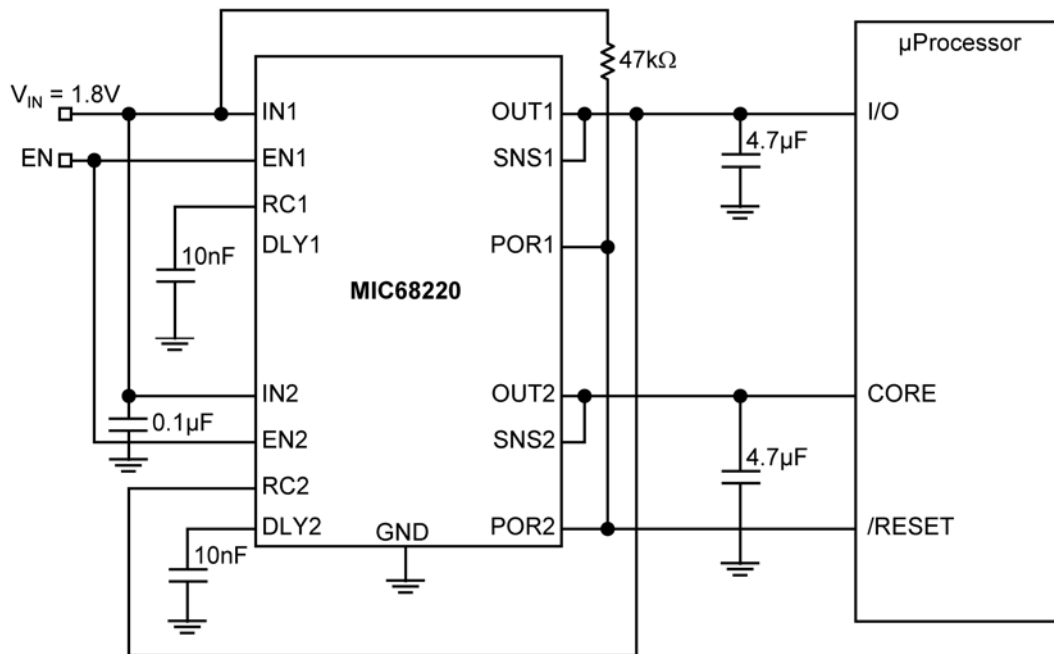 µProcessor
47kΩ
VIN = 1.8V
IN1
OUT1
I/O
4.7µF
EN
EN1
SNS1
RC1
10nF
DLY1
POR1
MIC68220
IN2
OUT2
CORE
0.1µF
EN2
SNS2
4.7µF
RC2
DLY2
GND
POR2
/RESET
10nF